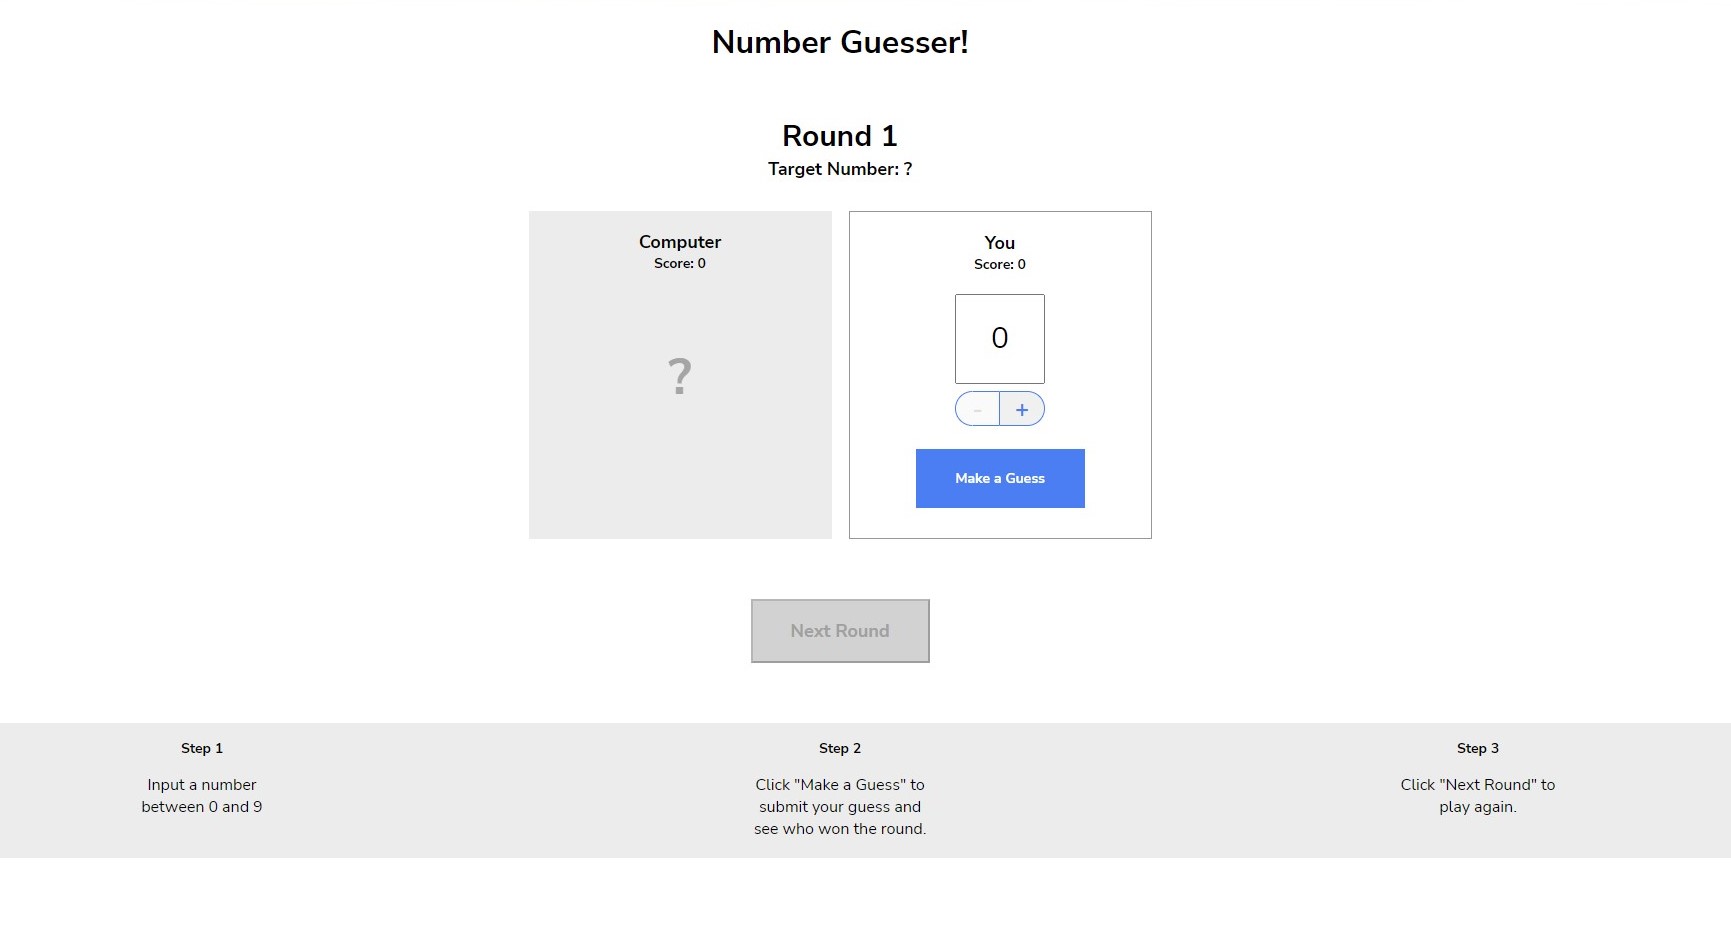 Number Guesser!
Round 1
Target Number: ?
Computer
Score: 0
?
You
Score: 0
0
- +
Make a Guess
Next Round
Step 1
Input a number
between 0 and 9
Step 2
Click "Make a Guess" to
submit your guess and
see who won the round.
Step 3
Click "Next Round" to
play again.